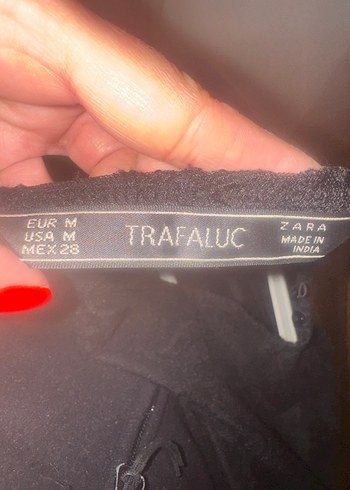 EUR M
USA M
MEX 28
TRAFALUC
ZARA
MADE IN
INDIA